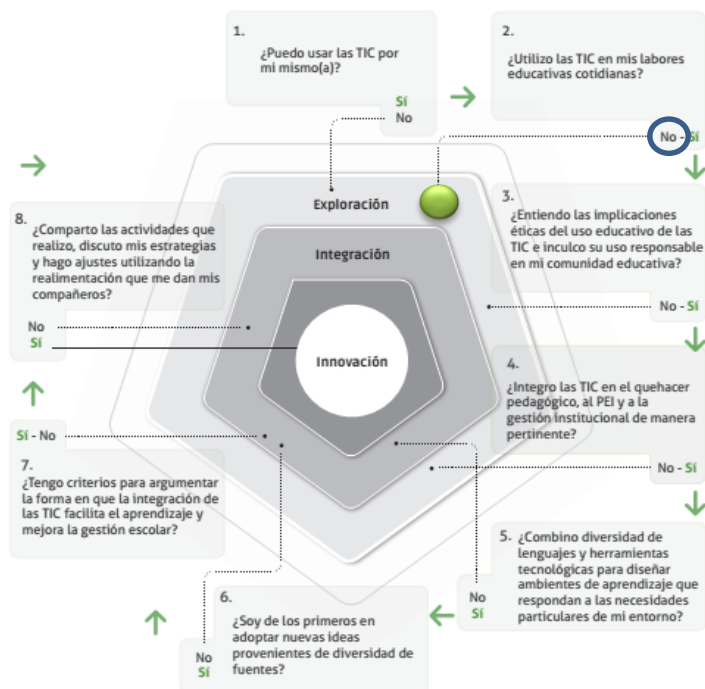 1.
¿Puedo usar las TIC por
mi mismo(a)?
Sí
No
2.
¿Utilizo las TIC en mis labores
educativas cotidianas?
No - Sí
3.
¿Entiendo las implicaciones
éticas del uso educativo de las
TIC e inculco su uso responsable
en mi comunidad educativa?
No - Sí
4.
¿Integro las TIC en el quehacer
pedagógico, al PEI y a la
gestión institucional de manera
pertinente?
No - Sí
5. ¿Combino diversidad de
lenguajes y herramientas
tecnológicas para diseñar
ambientes de aprendizaje que
respondan a las necesidades
particulares de mi entorno?
No
Sí
6.
¿Soy de los primeros en
adoptar nuevas ideas
provenientes de diversidad de
fuentes?
No
Sí
Sí - No
7.
¿Tengo criterios para argumentar
la forma en que la integración de
las TIC facilita el aprendizaje y
mejora la gestión escolar?
8.
¿Comparto las actividades que
realizo, discuto mis estrategias
y hago ajustes utilizando la
realimentación que me dan mis
compañeros?
No
Sí
Exploración
Integración
Innovación